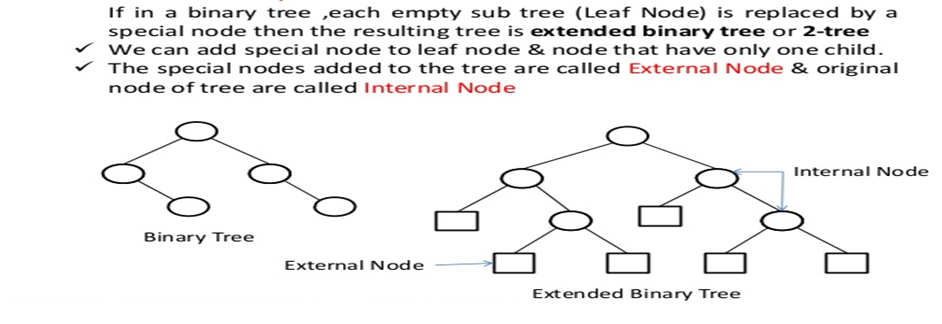 If in a binary tree ,each empty sub tree (Leaf Node) is replaced by a
special node then the resulting tree is extended binary tree or 2-tree
✓ We can add special node to leaf node & node that have only one child.
✓ The special nodes added to the tree are called External Node & original
node of tree are called Internal Node
Internal Node
Binary Tree
External Node
Extended Binary Tree